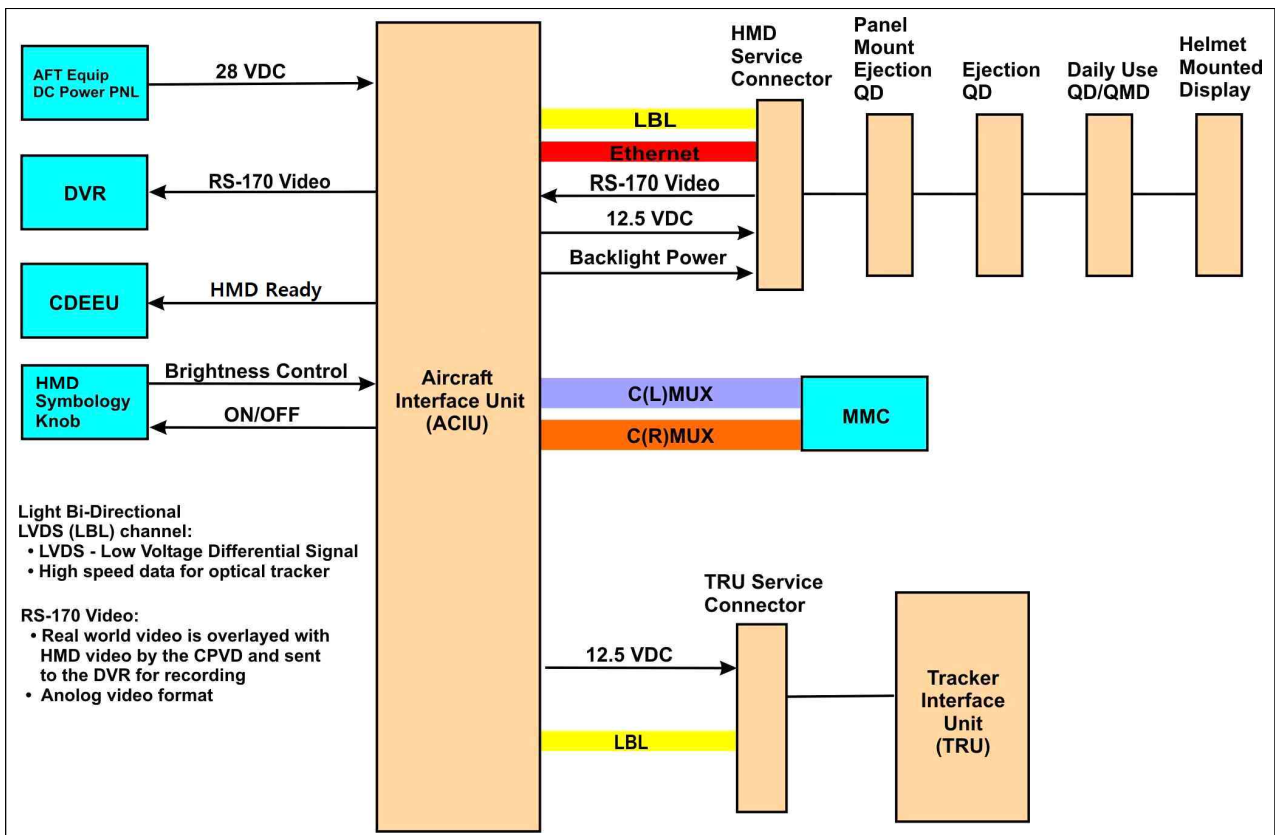 AFT Equip
DC Power PNL
28 VDC
DVR
RS-170 Video
CDEEU
HMD Ready
HMD
Symbology
Knob
Brightness Control
ON/OFF
Aircraft
Interface Unit
(ACIU)
HMD
Service
Connector
Panel
Mount
Ejection
QD
Ejection
QD
Daily Use
QD/QMD
Helmet
Mounted
Display
LBL
Ethernet
RS-170 Video
12.5 VDC
Backlight Power
C(L)MUX
C(R)MUX
MMC
Light Bi-Directional
LVDS (LBL) channel:
• LVDS - Low Voltage Differential Signal
• High speed data for optical tracker
RS-170 Video:
• Real world video is overlayed with
HMD video by the CPVD and sent
to the DVR for recording
• Anolog video format
TRU Service
Connector
12.5 VDC
LBL
Tracker
Interface
Unit
(TRU)